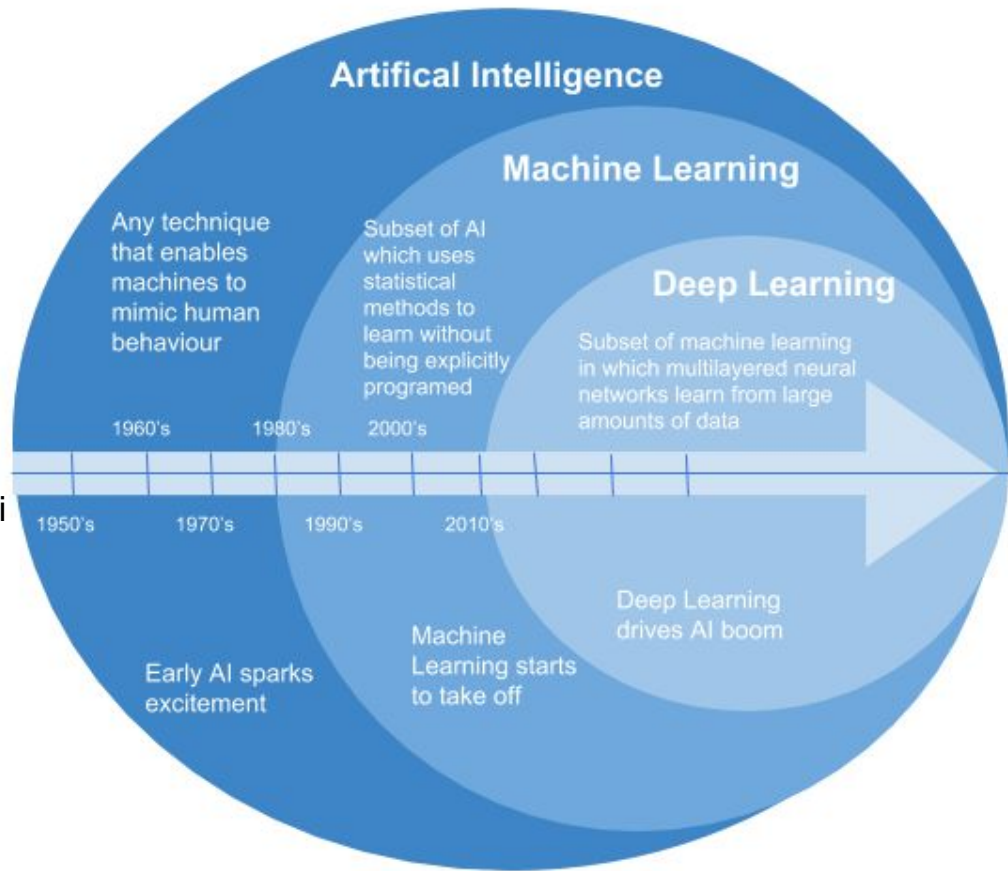 Artifical Intelligence
Machine Learning
Deep Learning
Any technique
that enables
machines to
mimic human
behaviour
Subset of AI
which uses
statistical
methods to
learn without
being explicitly
programed
Subset of machine learning
in which multilayered neural
networks learn from large
amounts of data
1960's
1980's
2000's
i
1950's
1970's
1990's
2010's
Early AI sparks
excitement
Machine
Learning starts
to take off
Deep Learning
drives AI boom